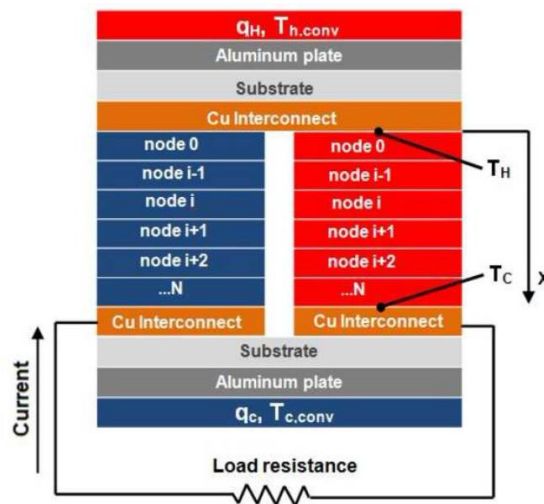 qH, Th.conv
Aluminum plate
Substrate
Cu Interconnect
node 0 node 0
node i-1 node i-1
TH
node i node i
node i+1 node i+1
node i+2 node i+2
TC
...N ...N
X
Cu Interconnect Cu Interconnect
Substrate
Aluminum plate
qc, Tc,conv
Current
Load resistance